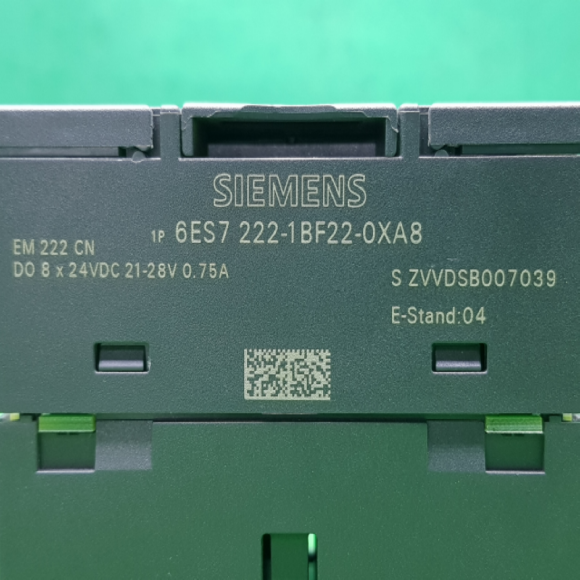 SIEMENS
1P 6ES7 222-1BF22-0XA8
EM 222 CN
DO 8 x 24VDC 21-28V 0.75A
S ZVVDSB007039
E-Stand:04